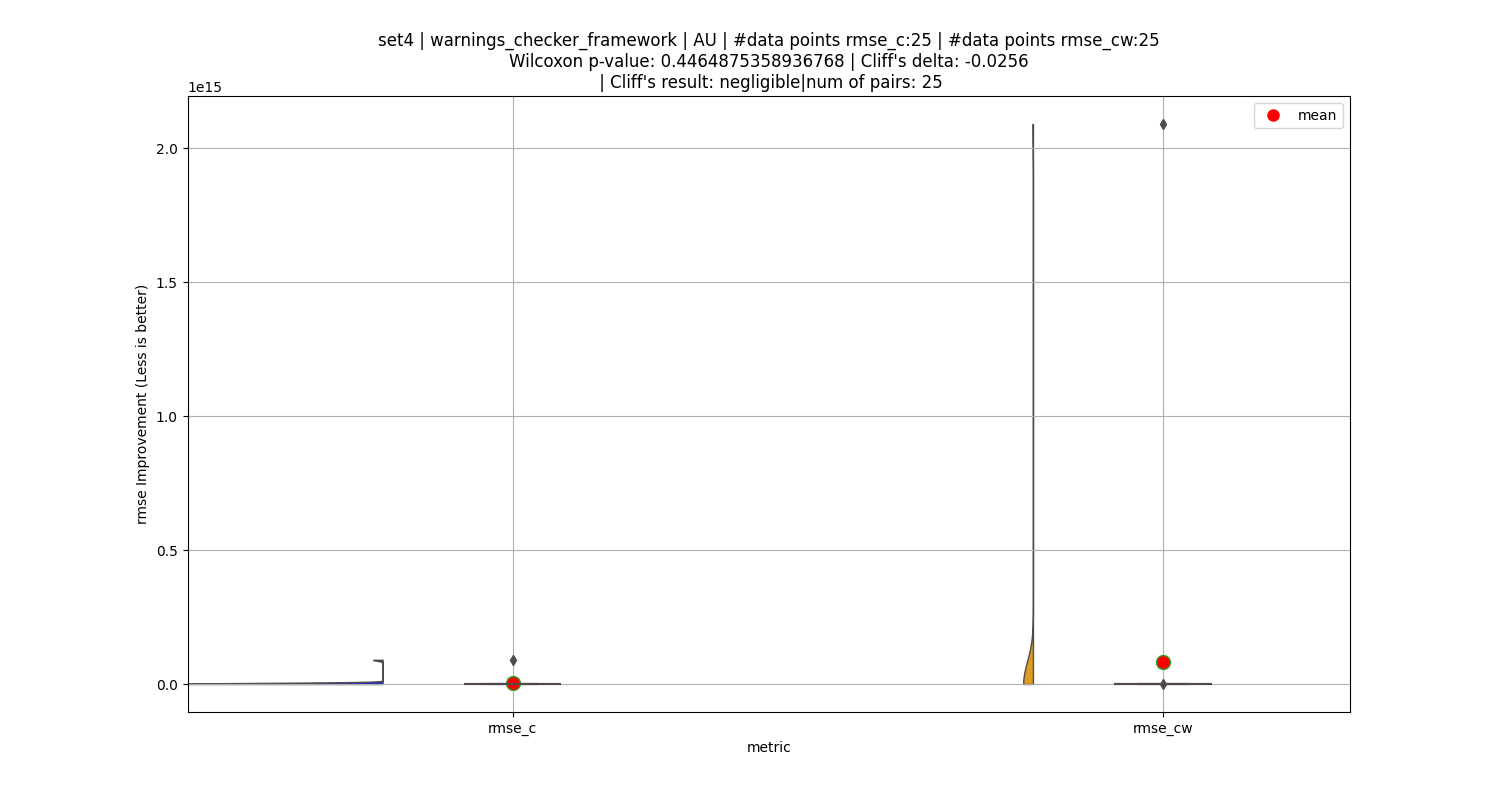 set4 | warnings_checker_framework | AU | #data points rmse_c:25 | #data points rmse_cw:25
Wilcoxon p-value: 0.4464875358936768 | Cliff's delta: -0.0256
| Cliff's result: negligible|num of pairs: 25
1e15
mean
2.0
1.5
1.0
0.5
0.0
rmse Improvement (Less is better)
rmse_c
rmse_cw
metric